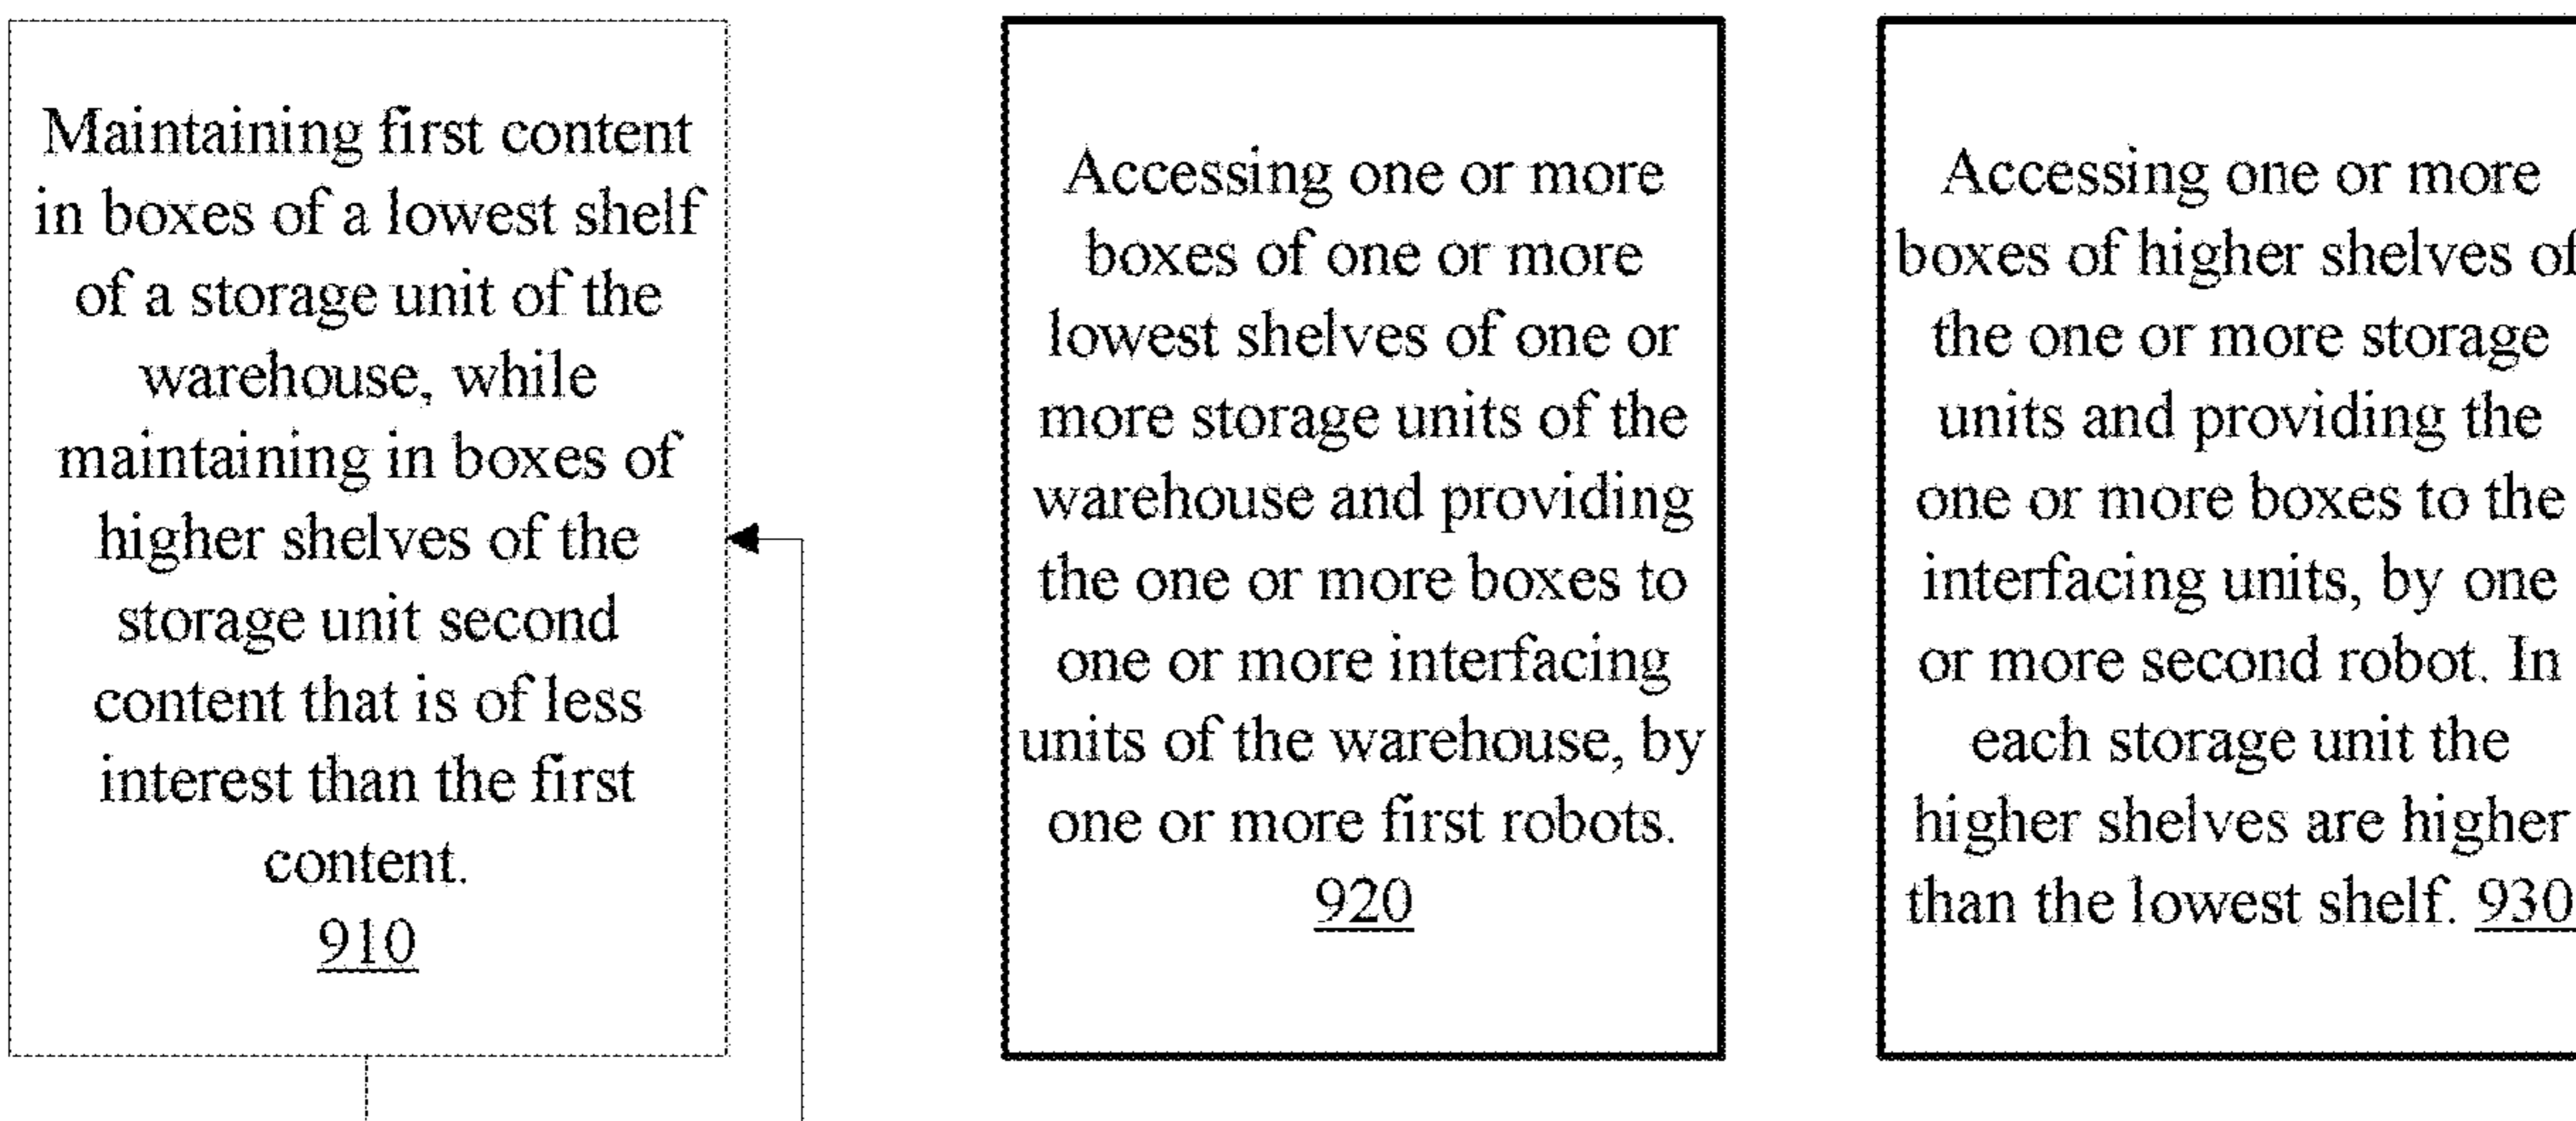 Maintaining first content
in boxes of a lowest shelf
of a storage unit of the
warehouse, while
maintaining in boxes of
higher shelves of the
storage unit second
content that is of less
interest than the first
content.
910
Accessing one or more
boxes of one or more
lowest shelves of one or
more storage units of the
warehouse and providing
the one or more boxes to
one or more interfacing
units of the warehouse, by
one or more first robots.
920
Accessing one or more
boxes of higher shelves of
the one or more storage
units and providing the
one or more boxes to the
interfacing units, by one
or more second robot. In
each storage unit the
higher shelves are higher
than the lowest shelf. 930